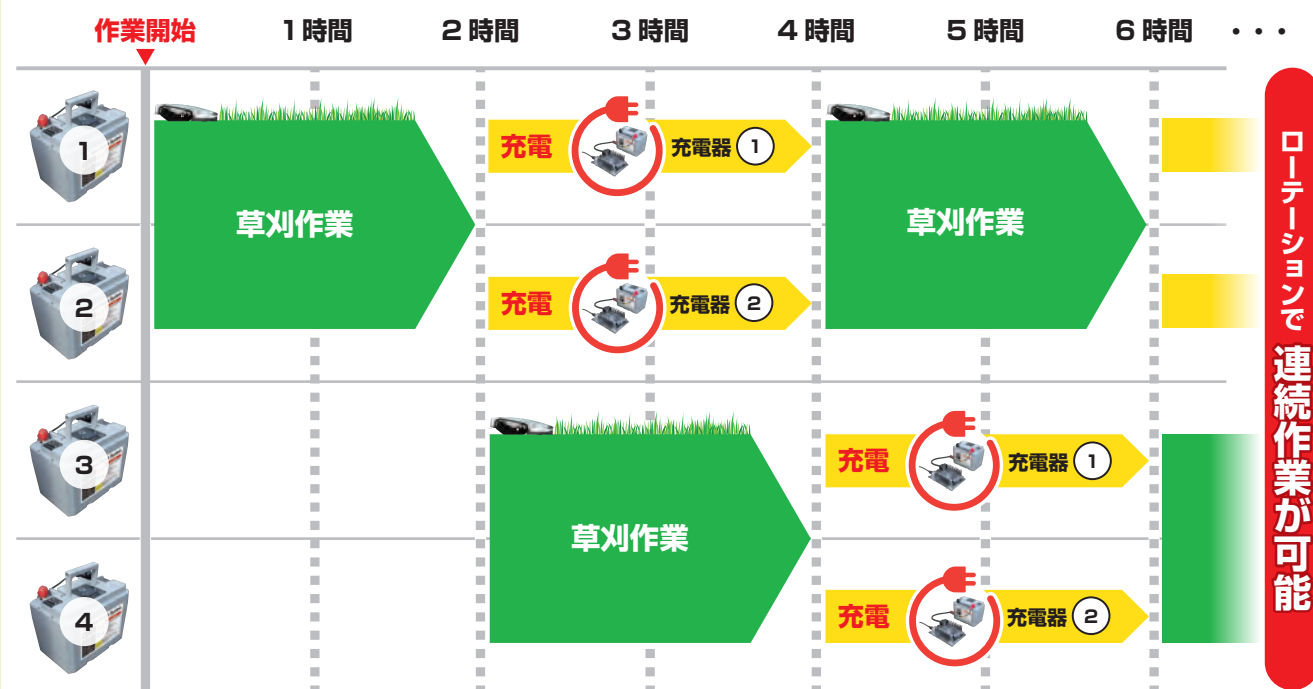 作業開始 1時間 2時間 3時間 4時間 5時間 6時間 ・・・
1
草刈作業
充電 充電器 1
草刈作業
2
充電 充電器 2
3
草刈作業
充電 充電器 1
4
充電 充電器 2
ローテーションで 連続作業が可能